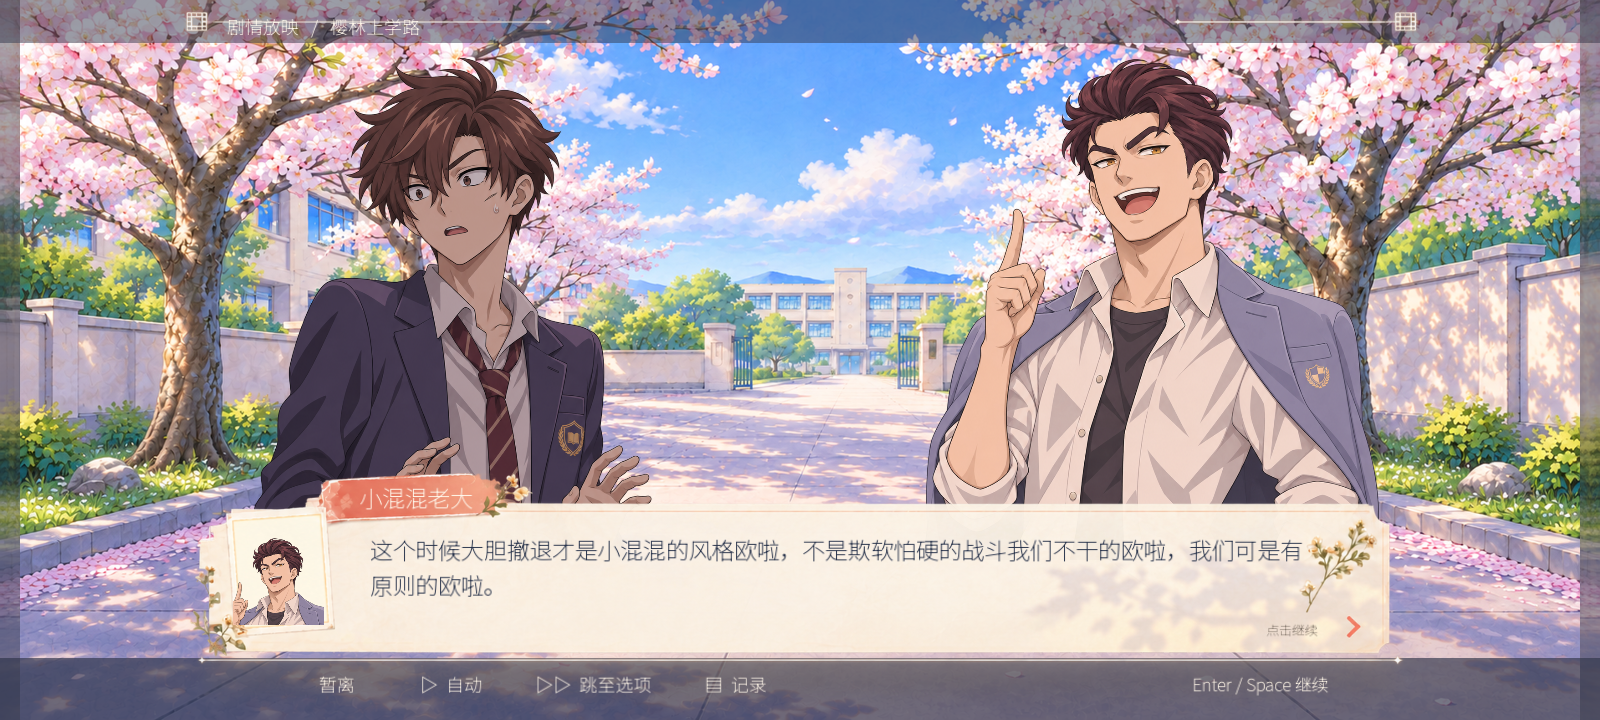 剧情放映 / 樱林上学路
小混混老大
这个时候大胆撤退才是小混混的风格欧啦，不是欺软怕硬的战斗我们不干的欧啦，我们可是有
原则的欧啦。
点击继续
暂离
自动
跳至选项
记录
Enter / Space 继续